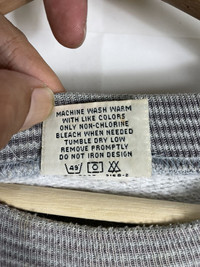 MACHINE WASH WARM
WITH LIKE COLORS
ONLY NON-CHLORINE
BLEACH WHEN NEEDED
TUMBLE DRY LOW
REMOVE PROMPTLY
DO NOT IRON DESIGN